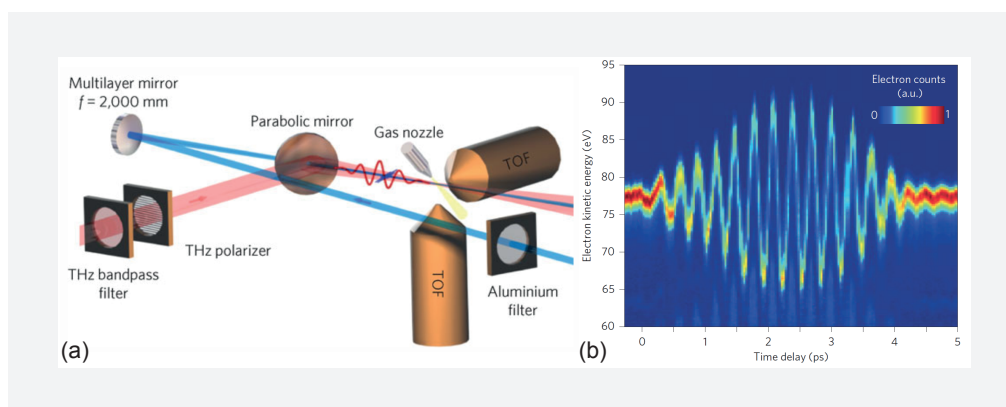 Multilayer mirror
f = 2,000 mm
Parabolic mirror
Gas nozzle
TOF
THz polarizer
THz bandpass
filter
TOF
Aluminium
filter
(a)
95
90
85
80
75
70
65
60
Electron kinetic energy (eV)
Electron counts
(a.u.)
0 1
0 1 2 3 4 5
Time delay (ps)
(b)